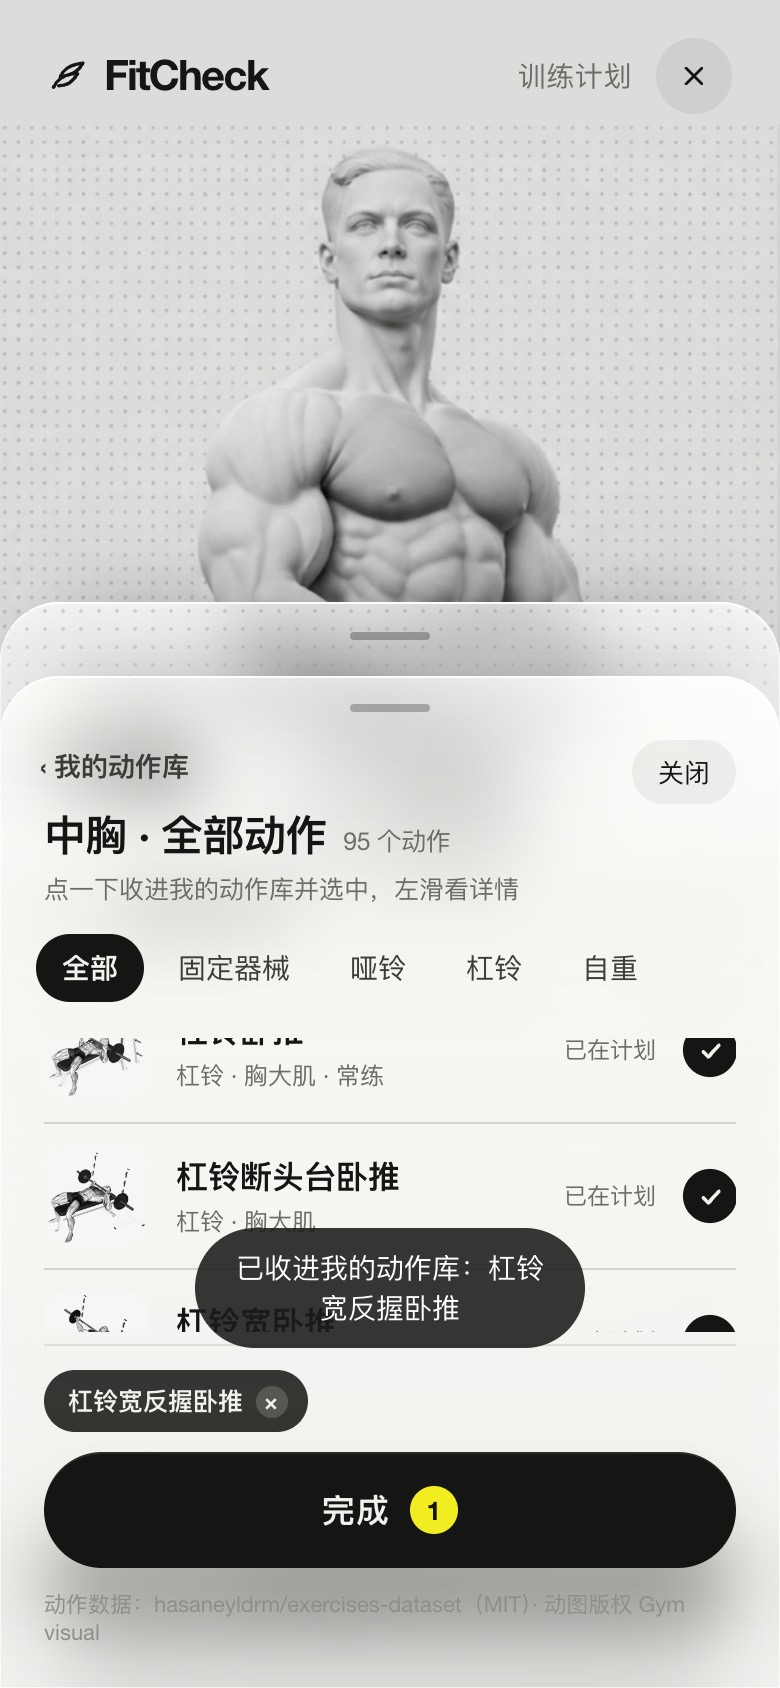 FitCheck
训练计划
‹ 我的动作库
关闭
中胸 · 全部动作 95 个动作
点一下收进我的动作库并选中，左滑看详情
全部 固定器械 哑铃 杠铃 自重
杠铃卧推
已在计划
杠铃 · 胸大肌 · 常练
杠铃断头台卧推
已在计划
杠铃 · 胸大肌
已收进我的动作库：杠铃
宽反握卧推
杠铃宽卧推
杠铃宽反握卧推 ×
完成 1
动作数据：hasaneyldrm/exercises-dataset（MIT）· 动图版权 Gym
visual